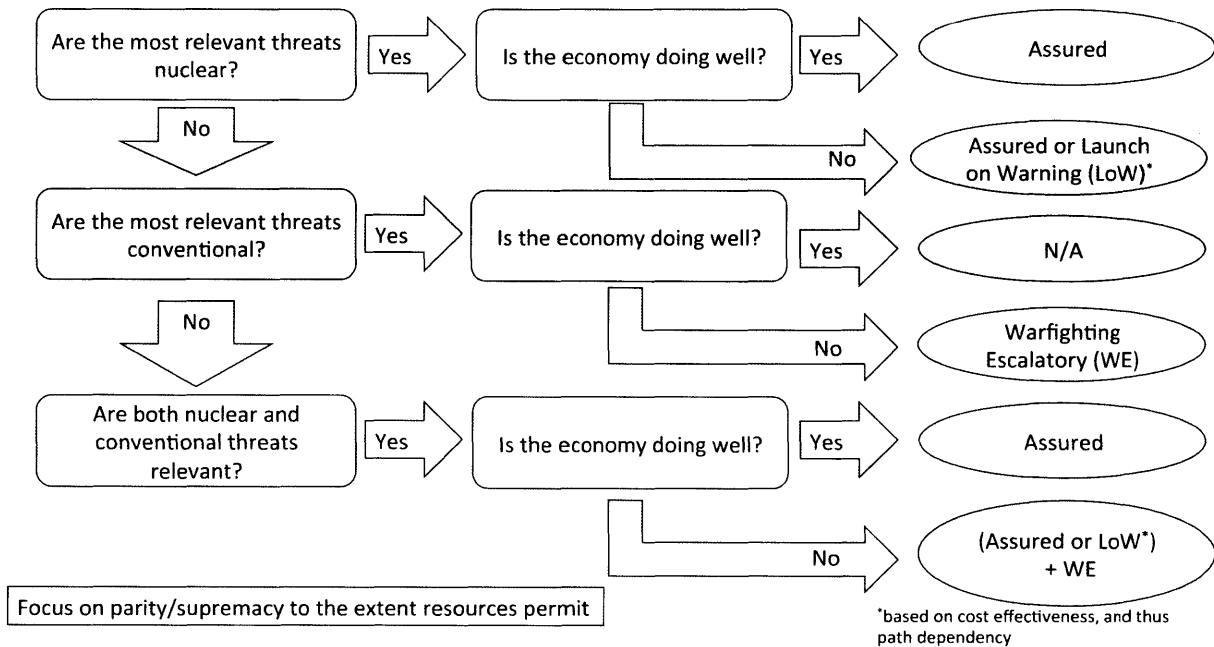 Are the most relevant threats
nuclear?
Yes
Is the economy doing well?
Yes
Assured
No
No
Assured or Launch
on Warning (LoW)*
Are the most relevant threats
conventional?
Yes
Is the economy doing well?
Yes
N/A
No
No
Warfighting
Escalatory (WE)
Are both nuclear and
conventional threats
relevant?
Yes
Is the economy doing well?
Yes
Assured
No
(Assured or LoW*)
+ WE
Focus on parity/supremacy to the extent resources permit
*based on cost effectiveness, and thus
path dependency